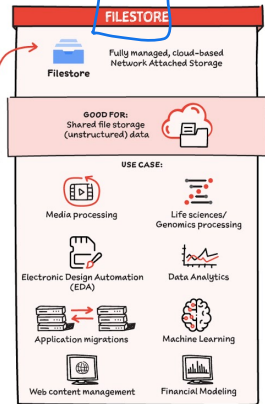 FILESTORE
Filestore
Fully managed, cloud-based
Network Attached Storage
GOOD FOR:
Shared file storage
(unstructured) data
USE CASE:
Media processing
Life sciences/
Genomics processing
Electronic Design Automation
(EDA)
Data Analytics
Application migrations
Machine Learning
Web content management
Financial Modeling